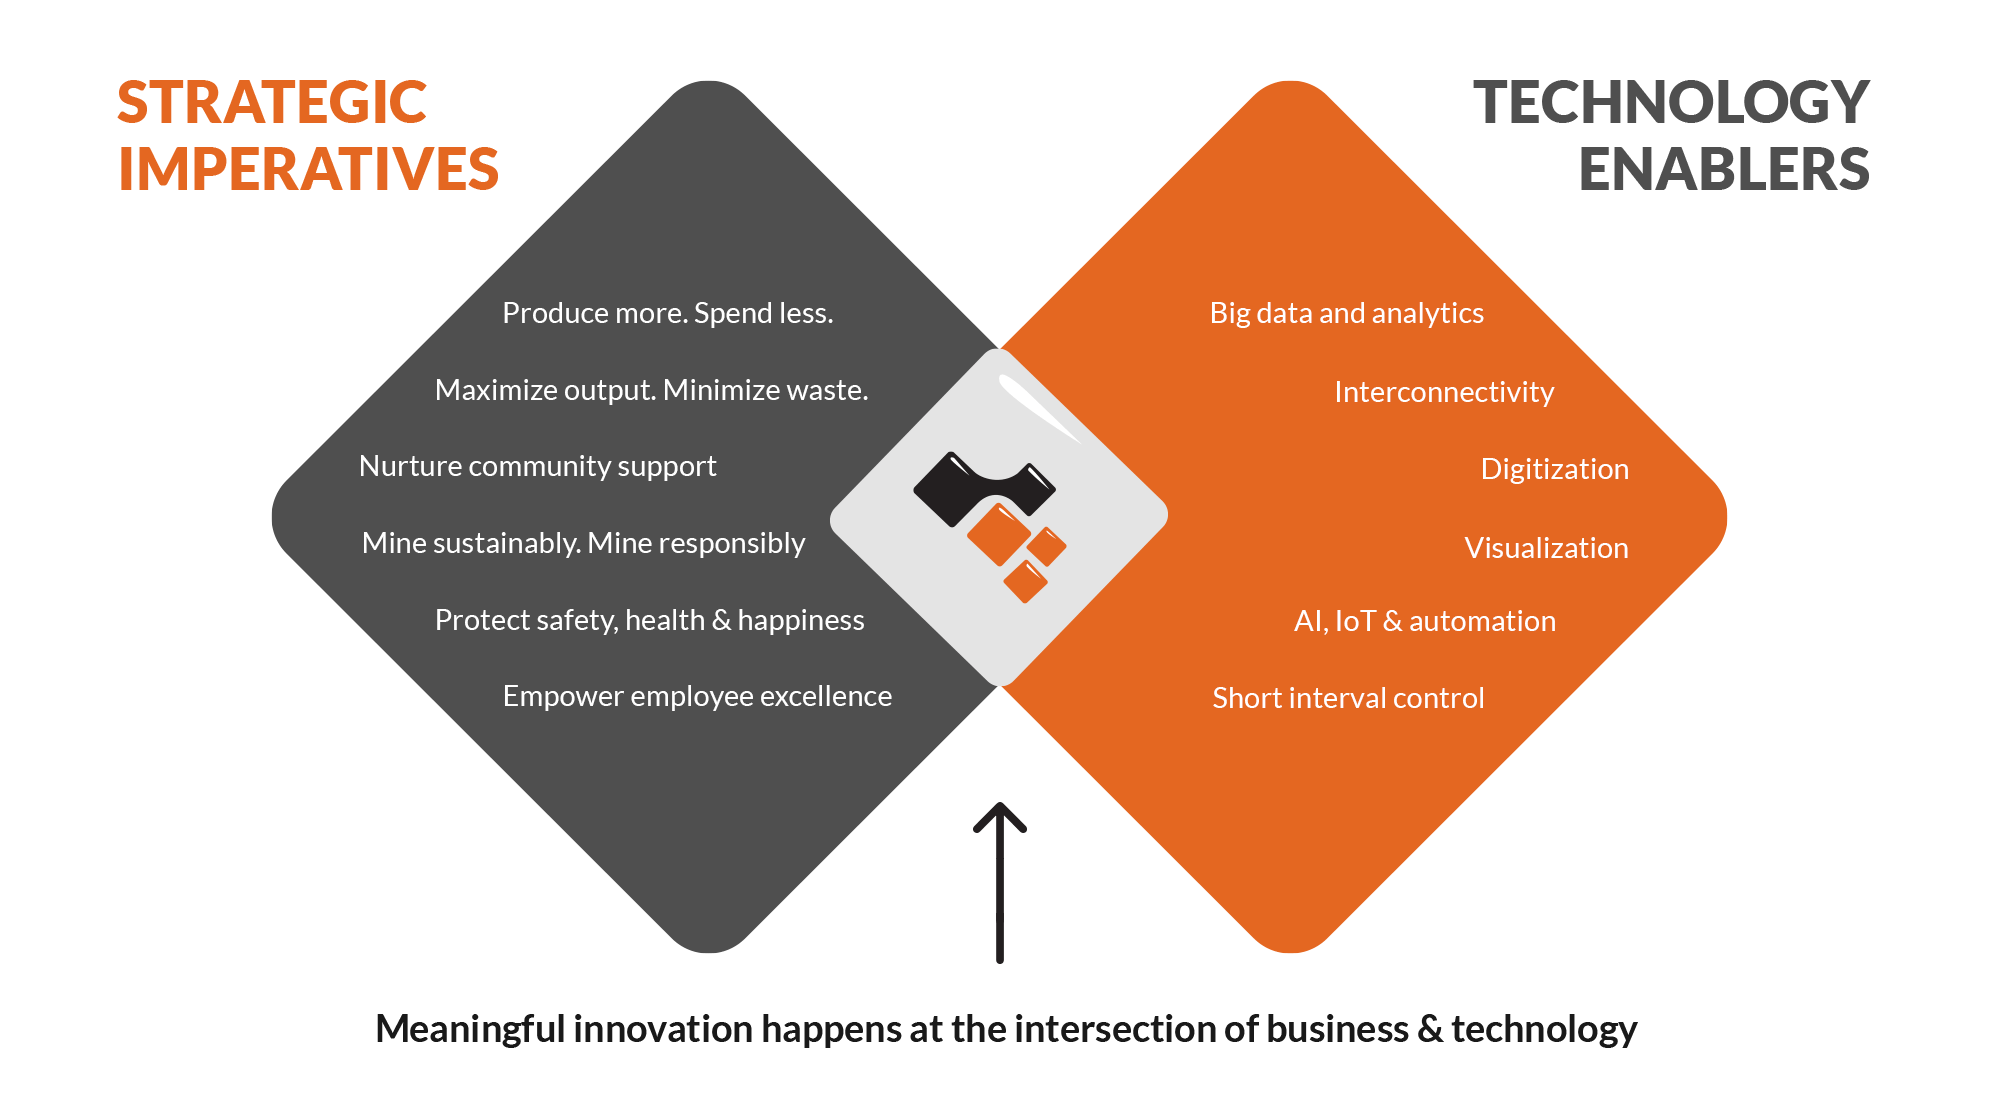 STRATEGIC
IMPERATIVES
Produce more. Spend less.
Maximize output. Minimize waste.
Nurture community support
Mine sustainably. Mine responsibly
Protect safety, health & happiness
Empower employee excellence
TECHNOLOGY
ENABLERS
Big data and analytics
Interconnectivity
Digitization
Visualization
AI, IoT & automation
Short interval control
Meaningful innovation happens at the intersection of business & technology